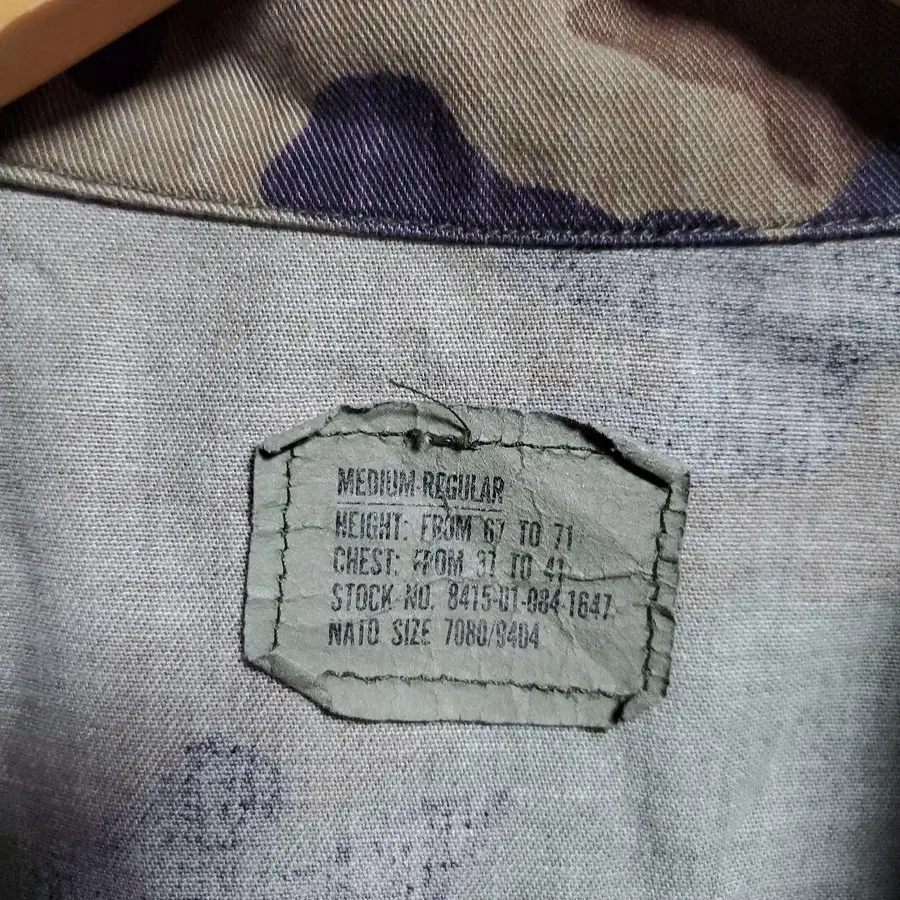 MEDIUM-REGULAR
HEIGHT: FROM 67 TO 71
CHEST: FROM 37 TO 41
STOCK NO. 8415-01-084-1647
NATO SIZE 7080/9404